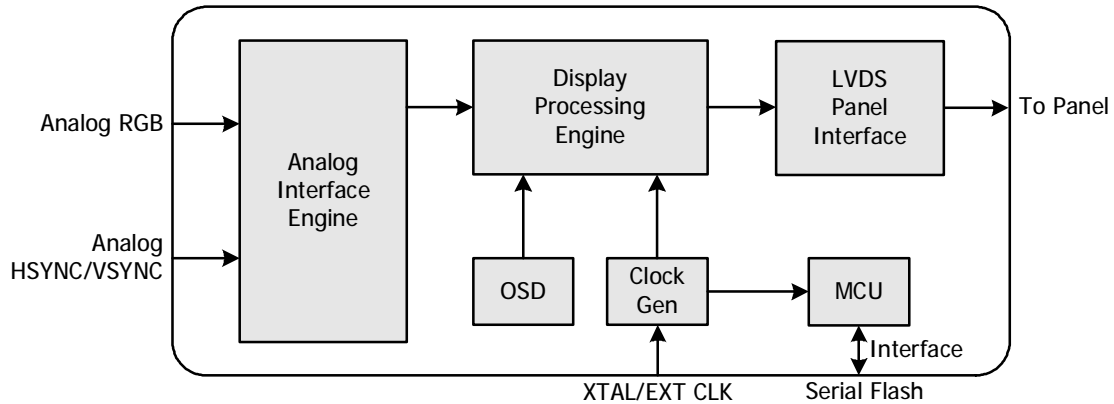 Analog RGB
Analog
HSYNC/VSYNC
Analog
Interface
Engine
Display
Processing
Engine
LVDS
Panel
Interface
To Panel
OSD
Clock
Gen
MCU
Interface
XTAL/EXT CLK
Serial Flash